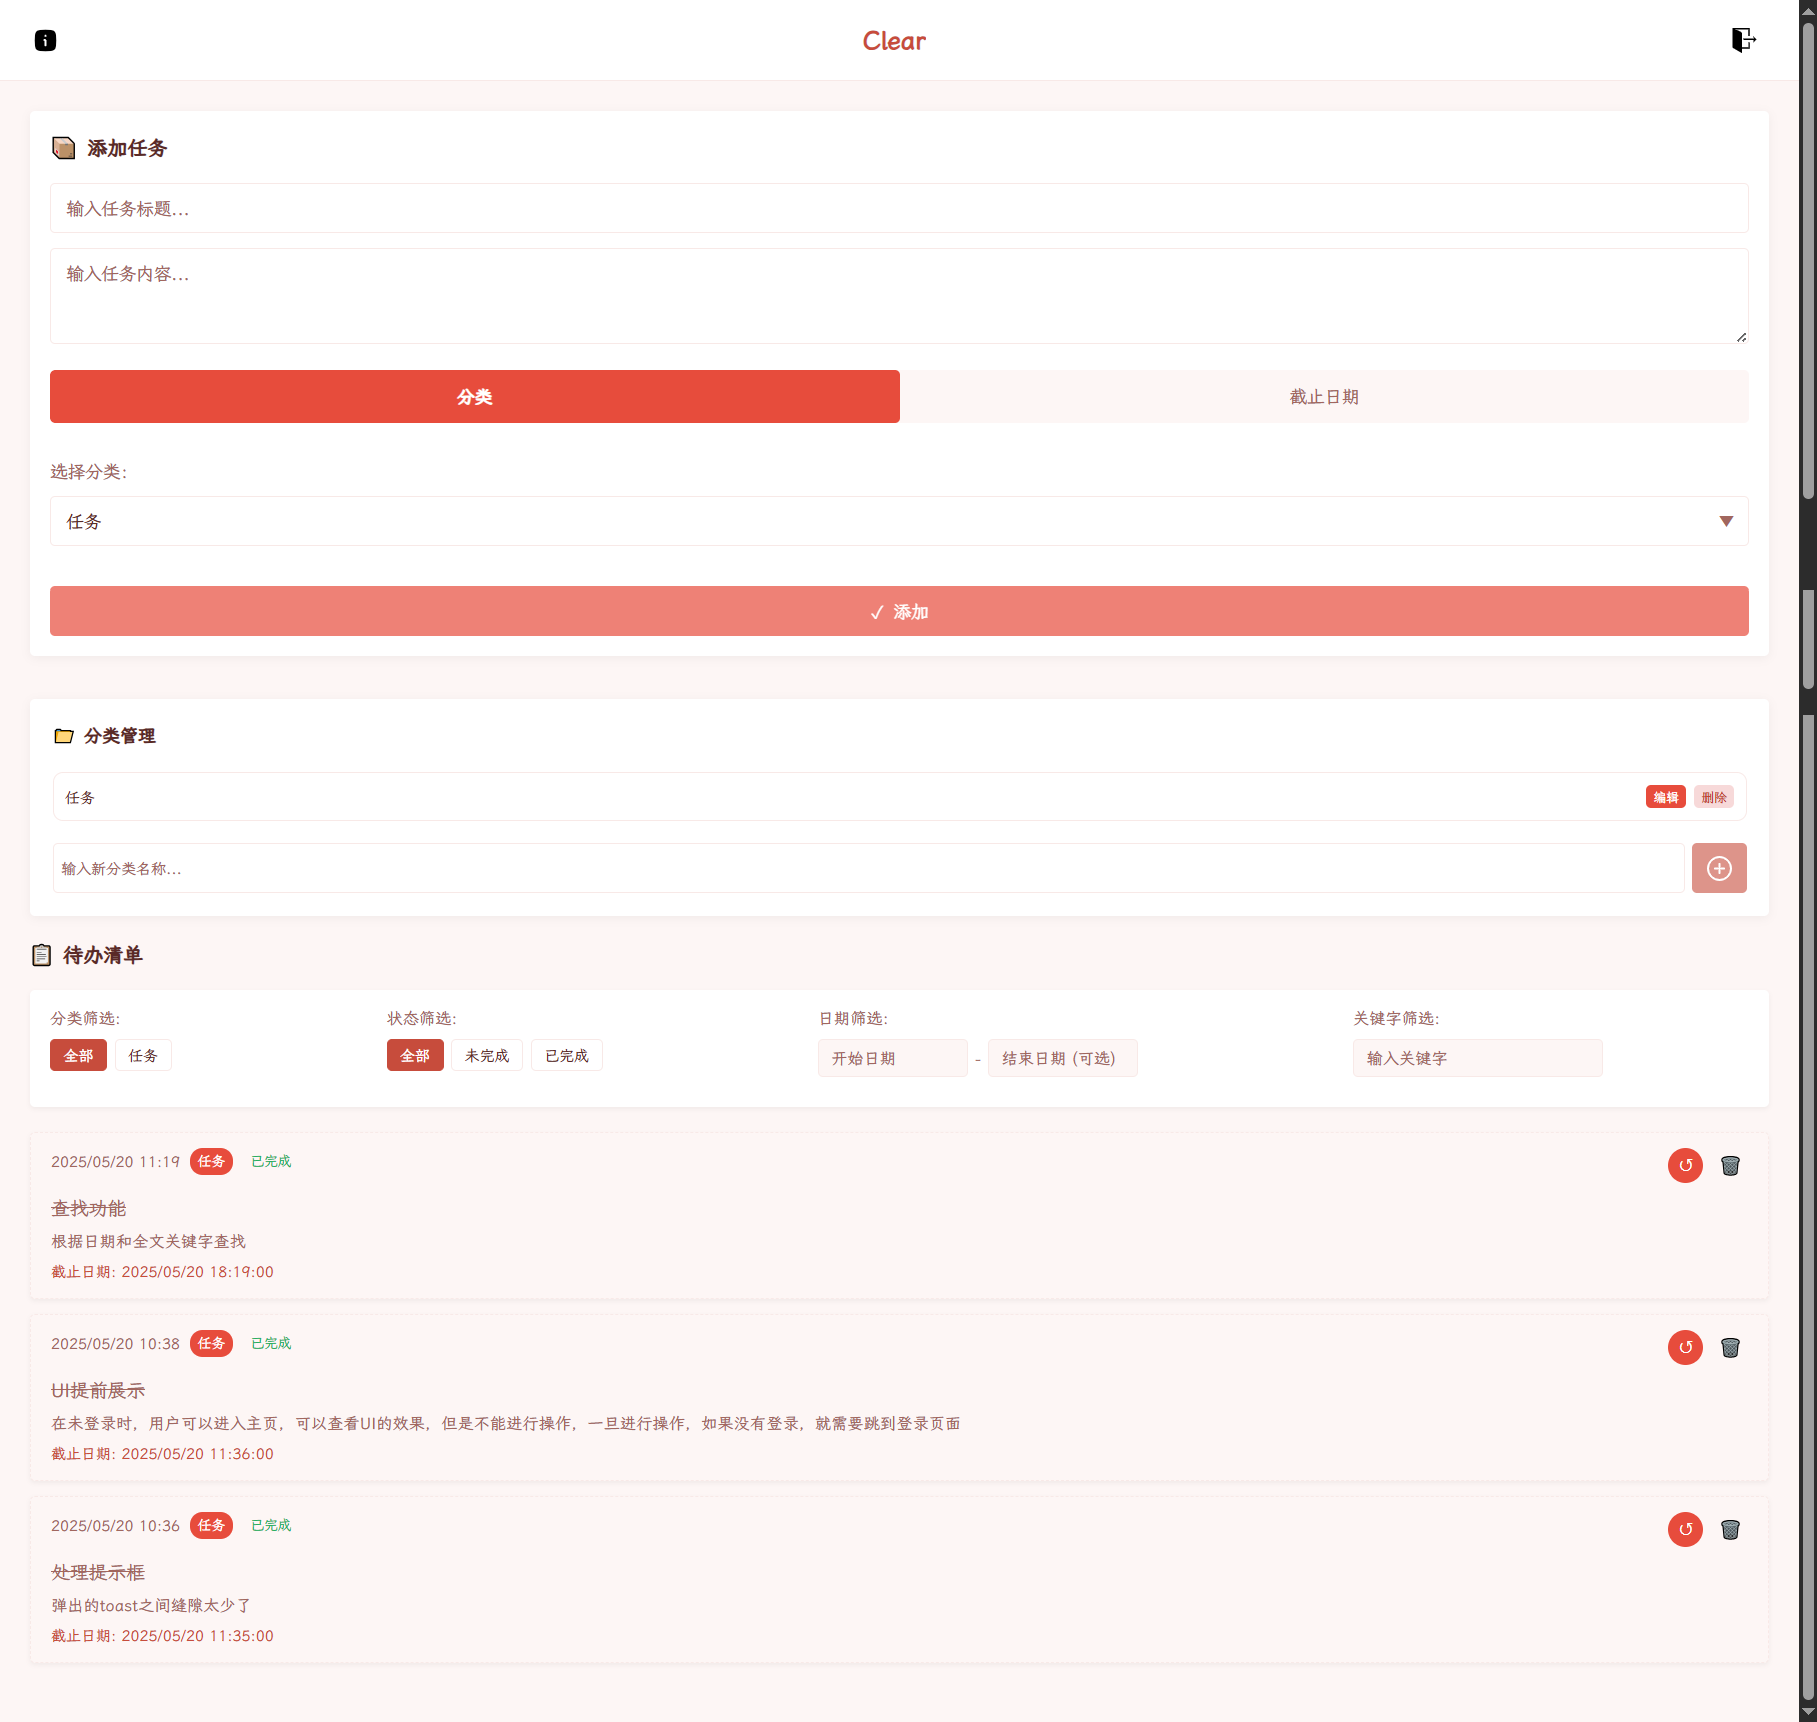 Clear
添加任务
输入任务标题...
输入任务内容...
分类
截止日期
选择分类:
任务
✓ 添加
分类管理
任务
编辑
删除
输入新分类名称...
待办清单
分类筛选:
全部
任务
状态筛选:
全部
未完成
已完成
日期筛选:
开始日期
-
结束日期 (可选)
关键字筛选:
输入关键字
2025/05/20 11:19 任务 已完成
查找功能
根据日期和全文关键字查找
截止日期: 2025/05/20 18:19:00
2025/05/20 10:38 任务 已完成
UI提前展示
在未登录时，用户可以进入主页，可以查看UI的效果，但是不能进行操作，一旦进行操作，如果没有登录，就需要跳到登录页面
截止日期: 2025/05/20 11:36:00
2025/05/20 10:36 任务 已完成
处理提示框
弹出的toast之间缝隙太少了
截止日期: 2025/05/20 11:35:00